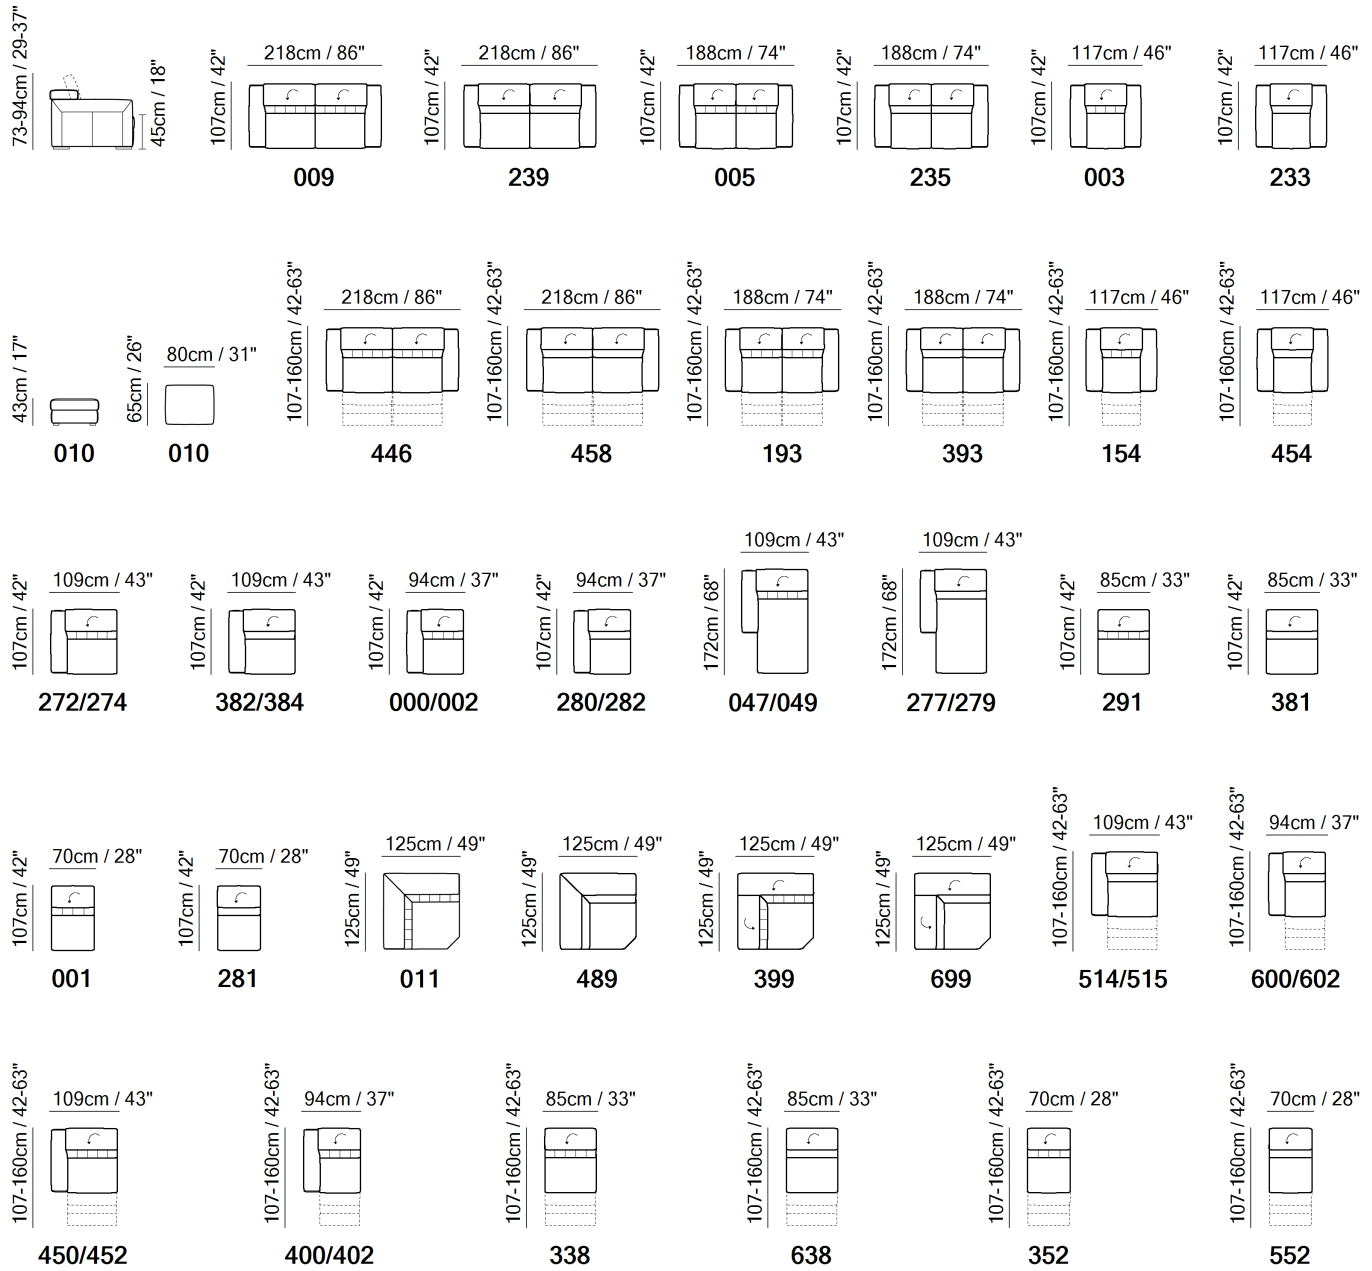 73-94cm / 29-37"
45cm / 18"
107cm / 42"
218cm / 86"
009
107cm / 42"
218cm / 86"
239
107cm / 42"
188cm / 74"
005
107cm / 42"
188cm / 74"
235
107cm / 42"
117cm / 46"
003
107cm / 42"
117cm / 46"
233
43cm / 17"
010
65cm / 26"
80cm / 31"
010
107-160cm / 42-63"
218cm / 86"
446
107-160cm / 42-63"
218cm / 86"
458
107-160cm / 42-63"
188cm / 74"
193
107-160cm / 42-63"
188cm / 74"
393
107-160cm / 42-63"
117cm / 46"
154
107-160cm / 42-63"
117cm / 46"
454
107cm / 42"
109cm / 43"
272/274
107cm / 42"
109cm / 43"
382/384
107cm / 42"
94cm / 37"
000/002
107cm / 42"
94cm / 37"
280/282
172cm / 68"
109cm / 43"
047/049
172cm / 68"
109cm / 43"
277/279
107cm / 42"
85cm / 33"
291
107cm / 42"
85cm / 33"
381
107cm / 42"
70cm / 28"
001
107cm / 42"
70cm / 28"
281
125cm / 49"
125cm / 49"
011
125cm / 49"
125cm / 49"
489
125cm / 49"
125cm / 49"
399
125cm / 49"
125cm / 49"
699
107-160cm / 42-63"
109cm / 43"
514/515
107-160cm / 42-63"
94cm / 37"
600/602
107-160cm / 42-63"
109cm / 43"
450/452
107-160cm / 42-63"
94cm / 37"
400/402
107-160cm / 42-63"
85cm / 33"
338
107-160cm / 42-63"
85cm / 33"
638
107-160cm / 42-63"
70cm / 28"
352
107-160cm / 42-63"
70cm / 28"
552